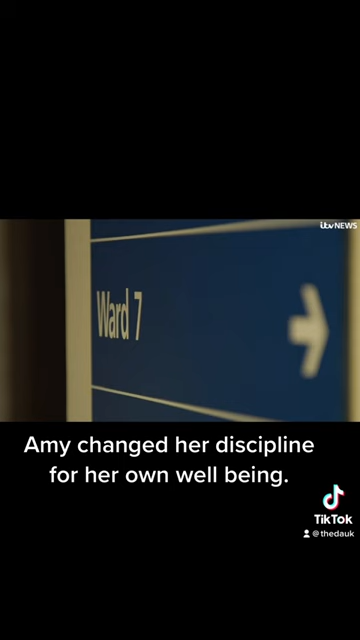 itv NEWS
Ward 7
Amy changed her discipline
for her own well being.
TikTok
@thedauk